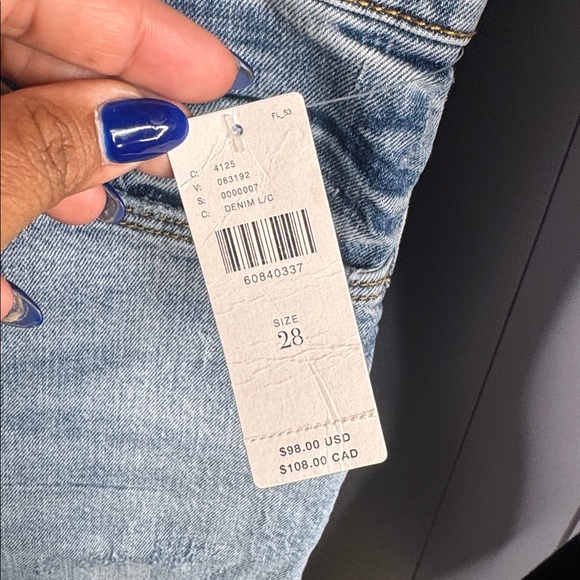 FL_53
C: 4125
V: 083192
S: 0000007
C: DENIM L/C
60840337
SIZE
28
$98.00 USD
$108.00 CAD